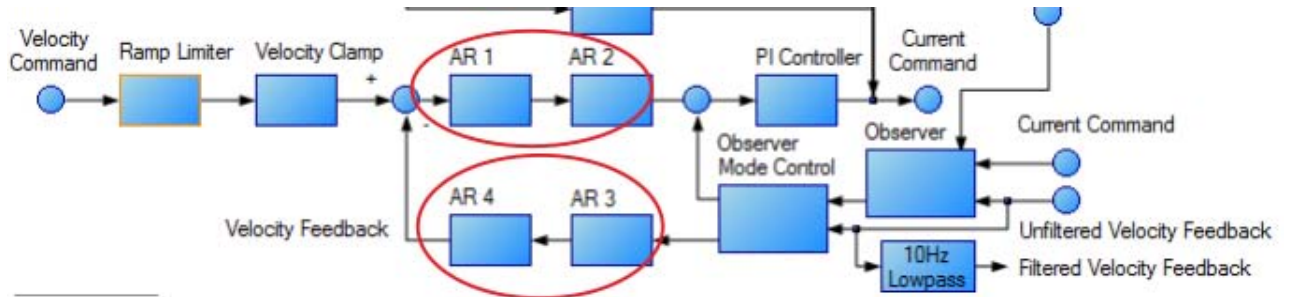 Velocity
Command
Ramp Limiter
Velocity Clamp
+
-
AR 1
AR 2
PI Controller
Current
Command
Observer
Mode Control
Observer
Current Command
AR 4
AR 3
Velocity Feedback
Unfiltered Velocity Feedback
10Hz
Lowpass
Filtered Velocity Feedback